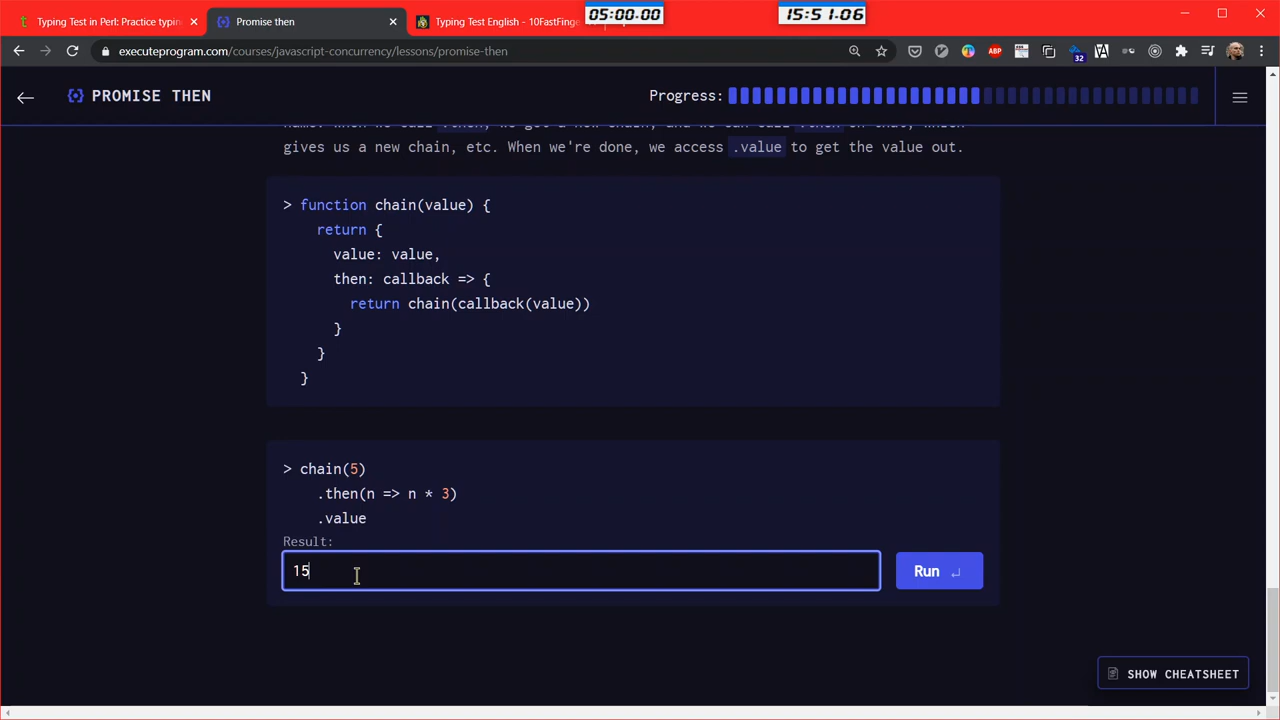 05:00.00
15:51.06
Typing Test in Perl: Practice typin
Promise then
Typing Test English - 10FastFinge
executeprogram.com/courses/javascript-concurrency/lessons/promise-then
32
PROMISE THEN
Progress:
gives us a new chain, etc. When we're done, we access .value to get the value out.
> function chain(value) {
return {
value: value,
then: callback => {
return chain(callback(value))
}
}
}
> chain(5)
.then(n => n * 3)
.value
Result:
15
Run ↵
SHOW CHEATSHEET